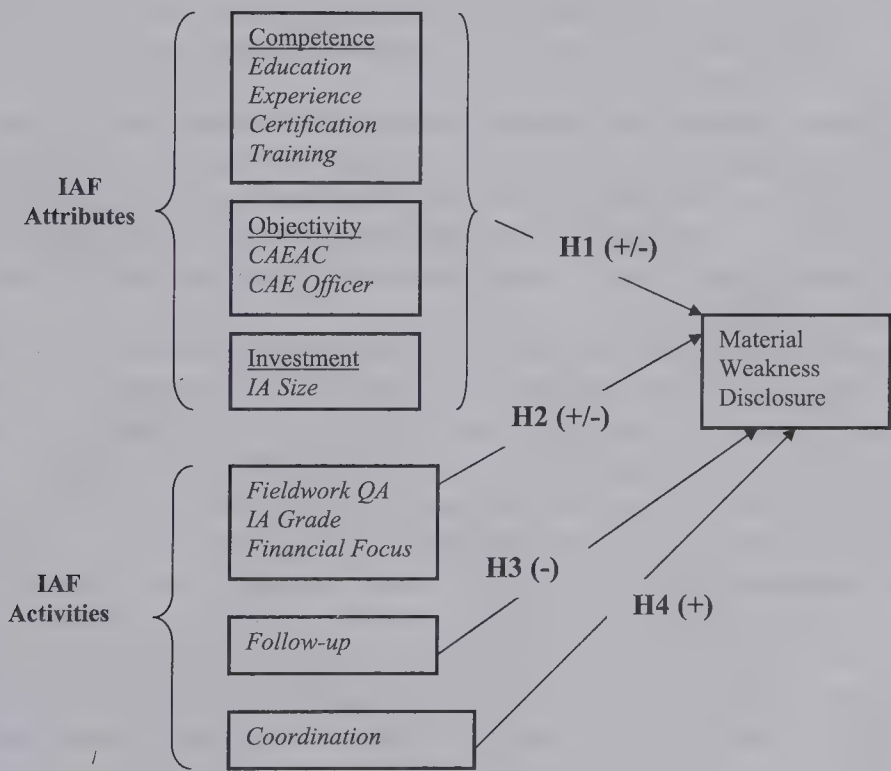 IAF
Attributes
Competence
Education
Experience
Certification
Training
Objectivity
CAEAC
CAE Officer
Investment
IA Size
H1 (+/-)
Material
Weakness
Disclosure
H2 (+/-)
IAF
Activities
Fieldwork QA
IA Grade
Financial Focus
H3 (-)
Follow-up
H4 (+)
Coordination